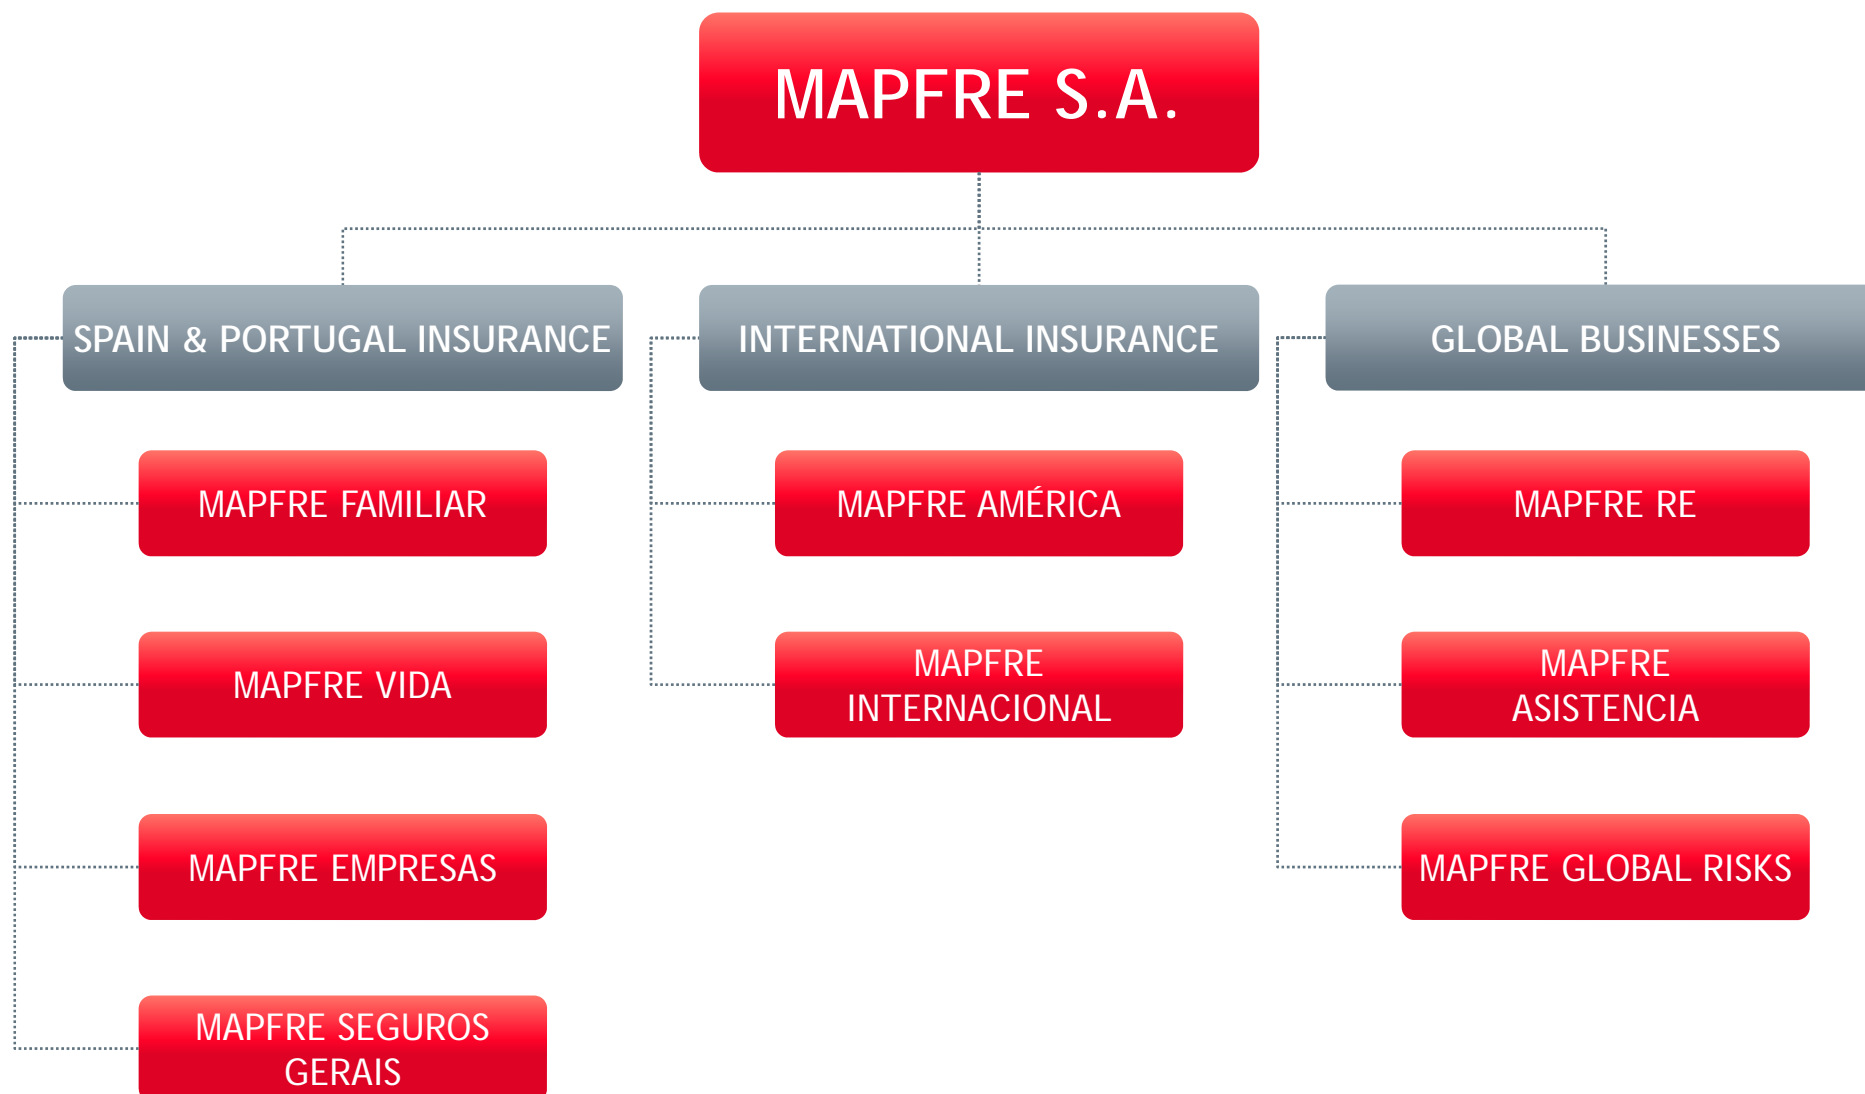 MAPFRE S.A.
SPAIN & PORTUGAL INSURANCE
INTERNATIONAL INSURANCE
GLOBAL BUSINESSES
MAPFRE FAMILIAR
MAPFRE AMÉRICA
MAPFRE RE
MAPFRE VIDA
MAPFRE
INTERNACIONAL
MAPFRE
ASISTENCIA
MAPFRE EMPRESAS
MAPFRE GLOBAL RISKS
MAPFRE SEGUROS
GERAIS